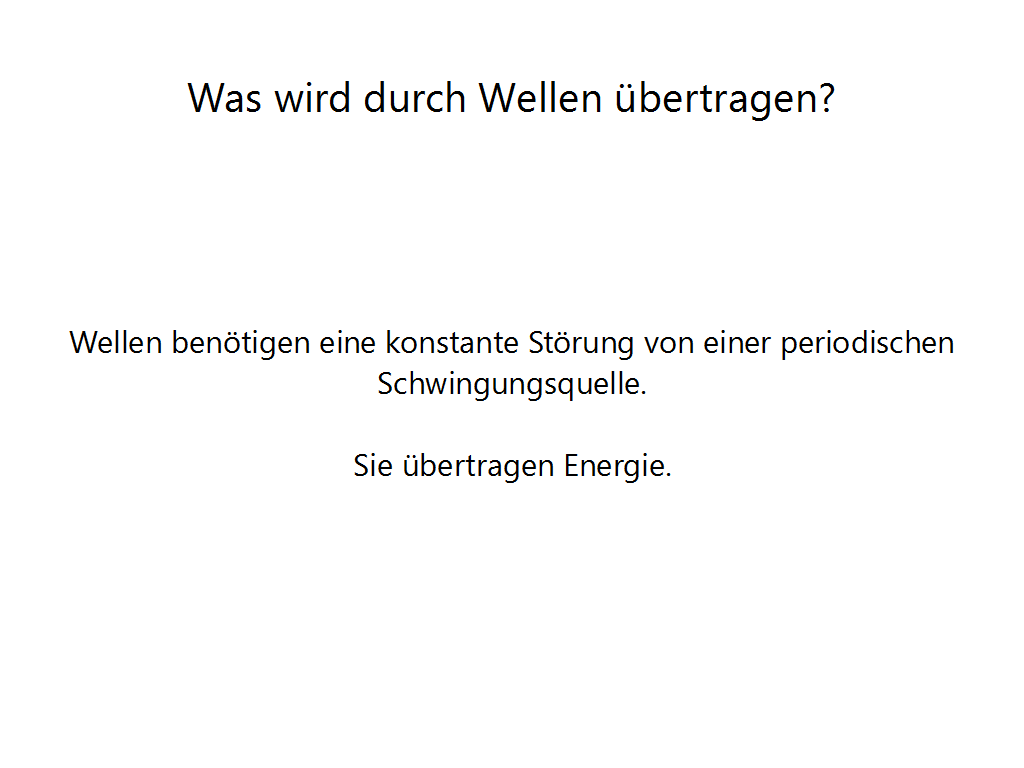 Was wird durch Wellen übertragen?
Wellen benötigen eine konstante Störung von einer periodischen
Schwingungsquelle.
Sie übertragen Energie.